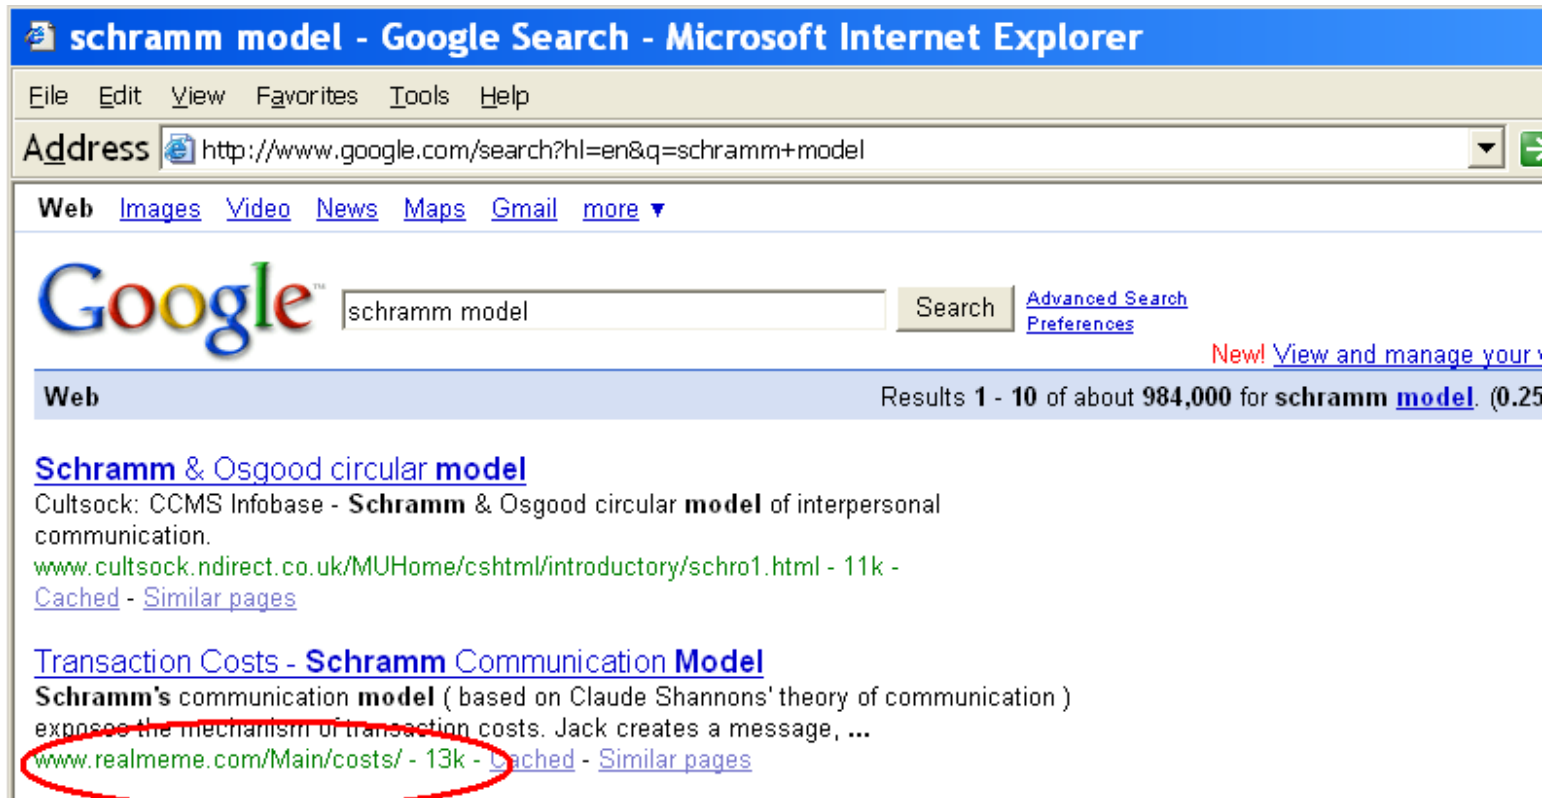 schramm model - Google Search - Microsoft Internet Explorer
File Edit View Favorites Tools Help
Address http://www.google.com/search?hl=en&q=schramm+model
Web Images Video News Maps Gmail more ▼
Google™ schramm model Search Advanced Search
Preferences
New! View and manage your
Web Results 1 - 10 of about 984,000 for schramm model. (0.25
Schramm & Osgood circular model
Cultsock: CCMS Infobase - Schramm & Osgood circular model of interpersonal
communication.
www.cultsock.ndirect.co.uk/MUHome/cshtml/introductory/schro1.html - 11k -
Cached - Similar pages
Transaction Costs - Schramm Communication Model
Schramm's communication model ( based on Claude Shannons' theory of communication )
exposes the mechanism of transaction costs. Jack creates a message, ...
www.realmeme.com/Main/costs/ - 13k - Cached - Similar pages